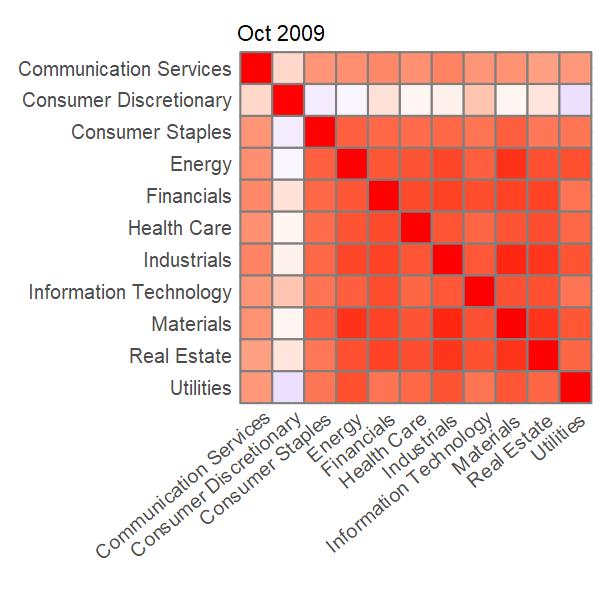 Oct 2009
Communication Services
Consumer Discretionary
Consumer Staples
Energy
Financials
Health Care
Industrials
Information Technology
Materials
Real Estate
Utilities
Communication Services
Consumer Discretionary
Consumer Staples
Energy
Financials
Health Care
Industrials
Information Technology
Materials
Real Estate
Utilities